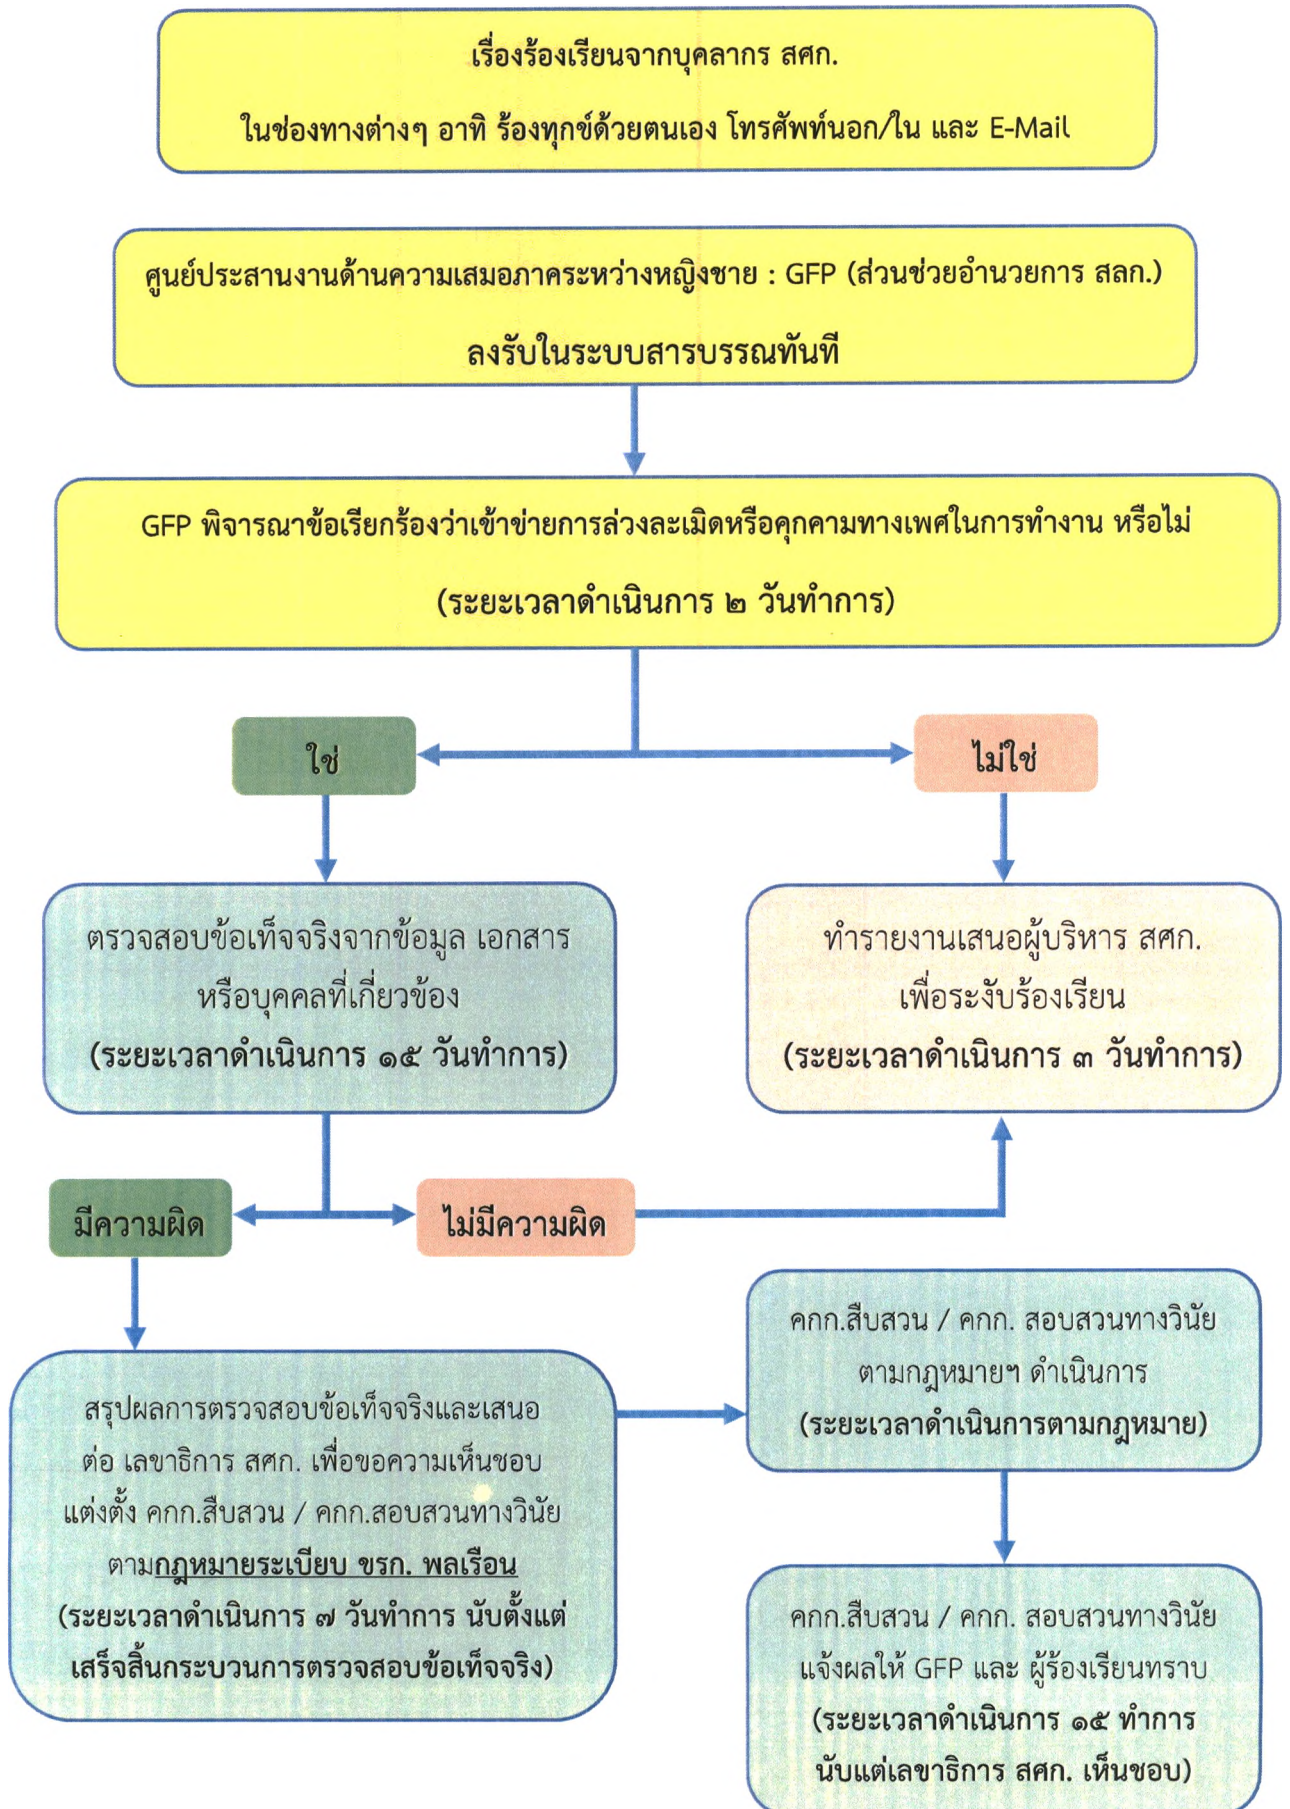 เรื่องร้องเรียนจากบุคลากร สศก.
ในช่องทางต่างๆ อาทิ ร้องทุกข์ด้วยตนเอง โทรศัพท์นอก/ใน และ E-Mail
ศูนย์ประสานงานด้านความเสมอภาคระหว่างหญิงชาย : GFP (ส่วนช่วยอำนวยการ สลก.)
ลงรับในระบบสารบรรณทันที
GFP พิจารณาข้อเรียกร้องว่าเข้าข่ายการล่วงละเมิดหรือคุกคามทางเพศในการทำงาน หรือไม่
(ระยะเวลาดำเนินการ ๒ วันทำการ)
ใช่
ไม่ใช่
ตรวจสอบข้อเท็จจริงจากข้อมูล เอกสาร
หรือบุคคลที่เกี่ยวข้อง
(ระยะเวลาดำเนินการ ๑๕ วันทำการ)
ทำรายงานเสนอผู้บริหาร สศก.
เพื่อระงับร้องเรียน
(ระยะเวลาดำเนินการ ๓ วันทำการ)
มีความผิด
ไม่มีความผิด
สรุปผลการตรวจสอบข้อเท็จจริงและเสนอ
ต่อ เลขาธิการ สศก. เพื่อขอความเห็นชอบ
แต่งตั้ง คกก.สืบสวน / คกก.สอบสวนทางวินัย
ตามกฎหมายระเบียบ ขรก. พลเรือน
(ระยะเวลาดำเนินการ ๗ วันทำการ นับตั้งแต่
เสร็จสิ้นกระบวนการตรวจสอบข้อเท็จจริง)
คกก.สืบสวน / คกก. สอบสวนทางวินัย
ตามกฎหมายฯ ดำเนินการ
(ระยะเวลาดำเนินการตามกฎหมาย)
คกก.สืบสวน / คกก. สอบสวนทางวินัย
แจ้งผลให้ GFP และ ผู้ร้องเรียนทราบ
(ระยะเวลาดำเนินการ ๑๕ ทำการ
นับแต่เลขาธิการ สศก. เห็นชอบ)